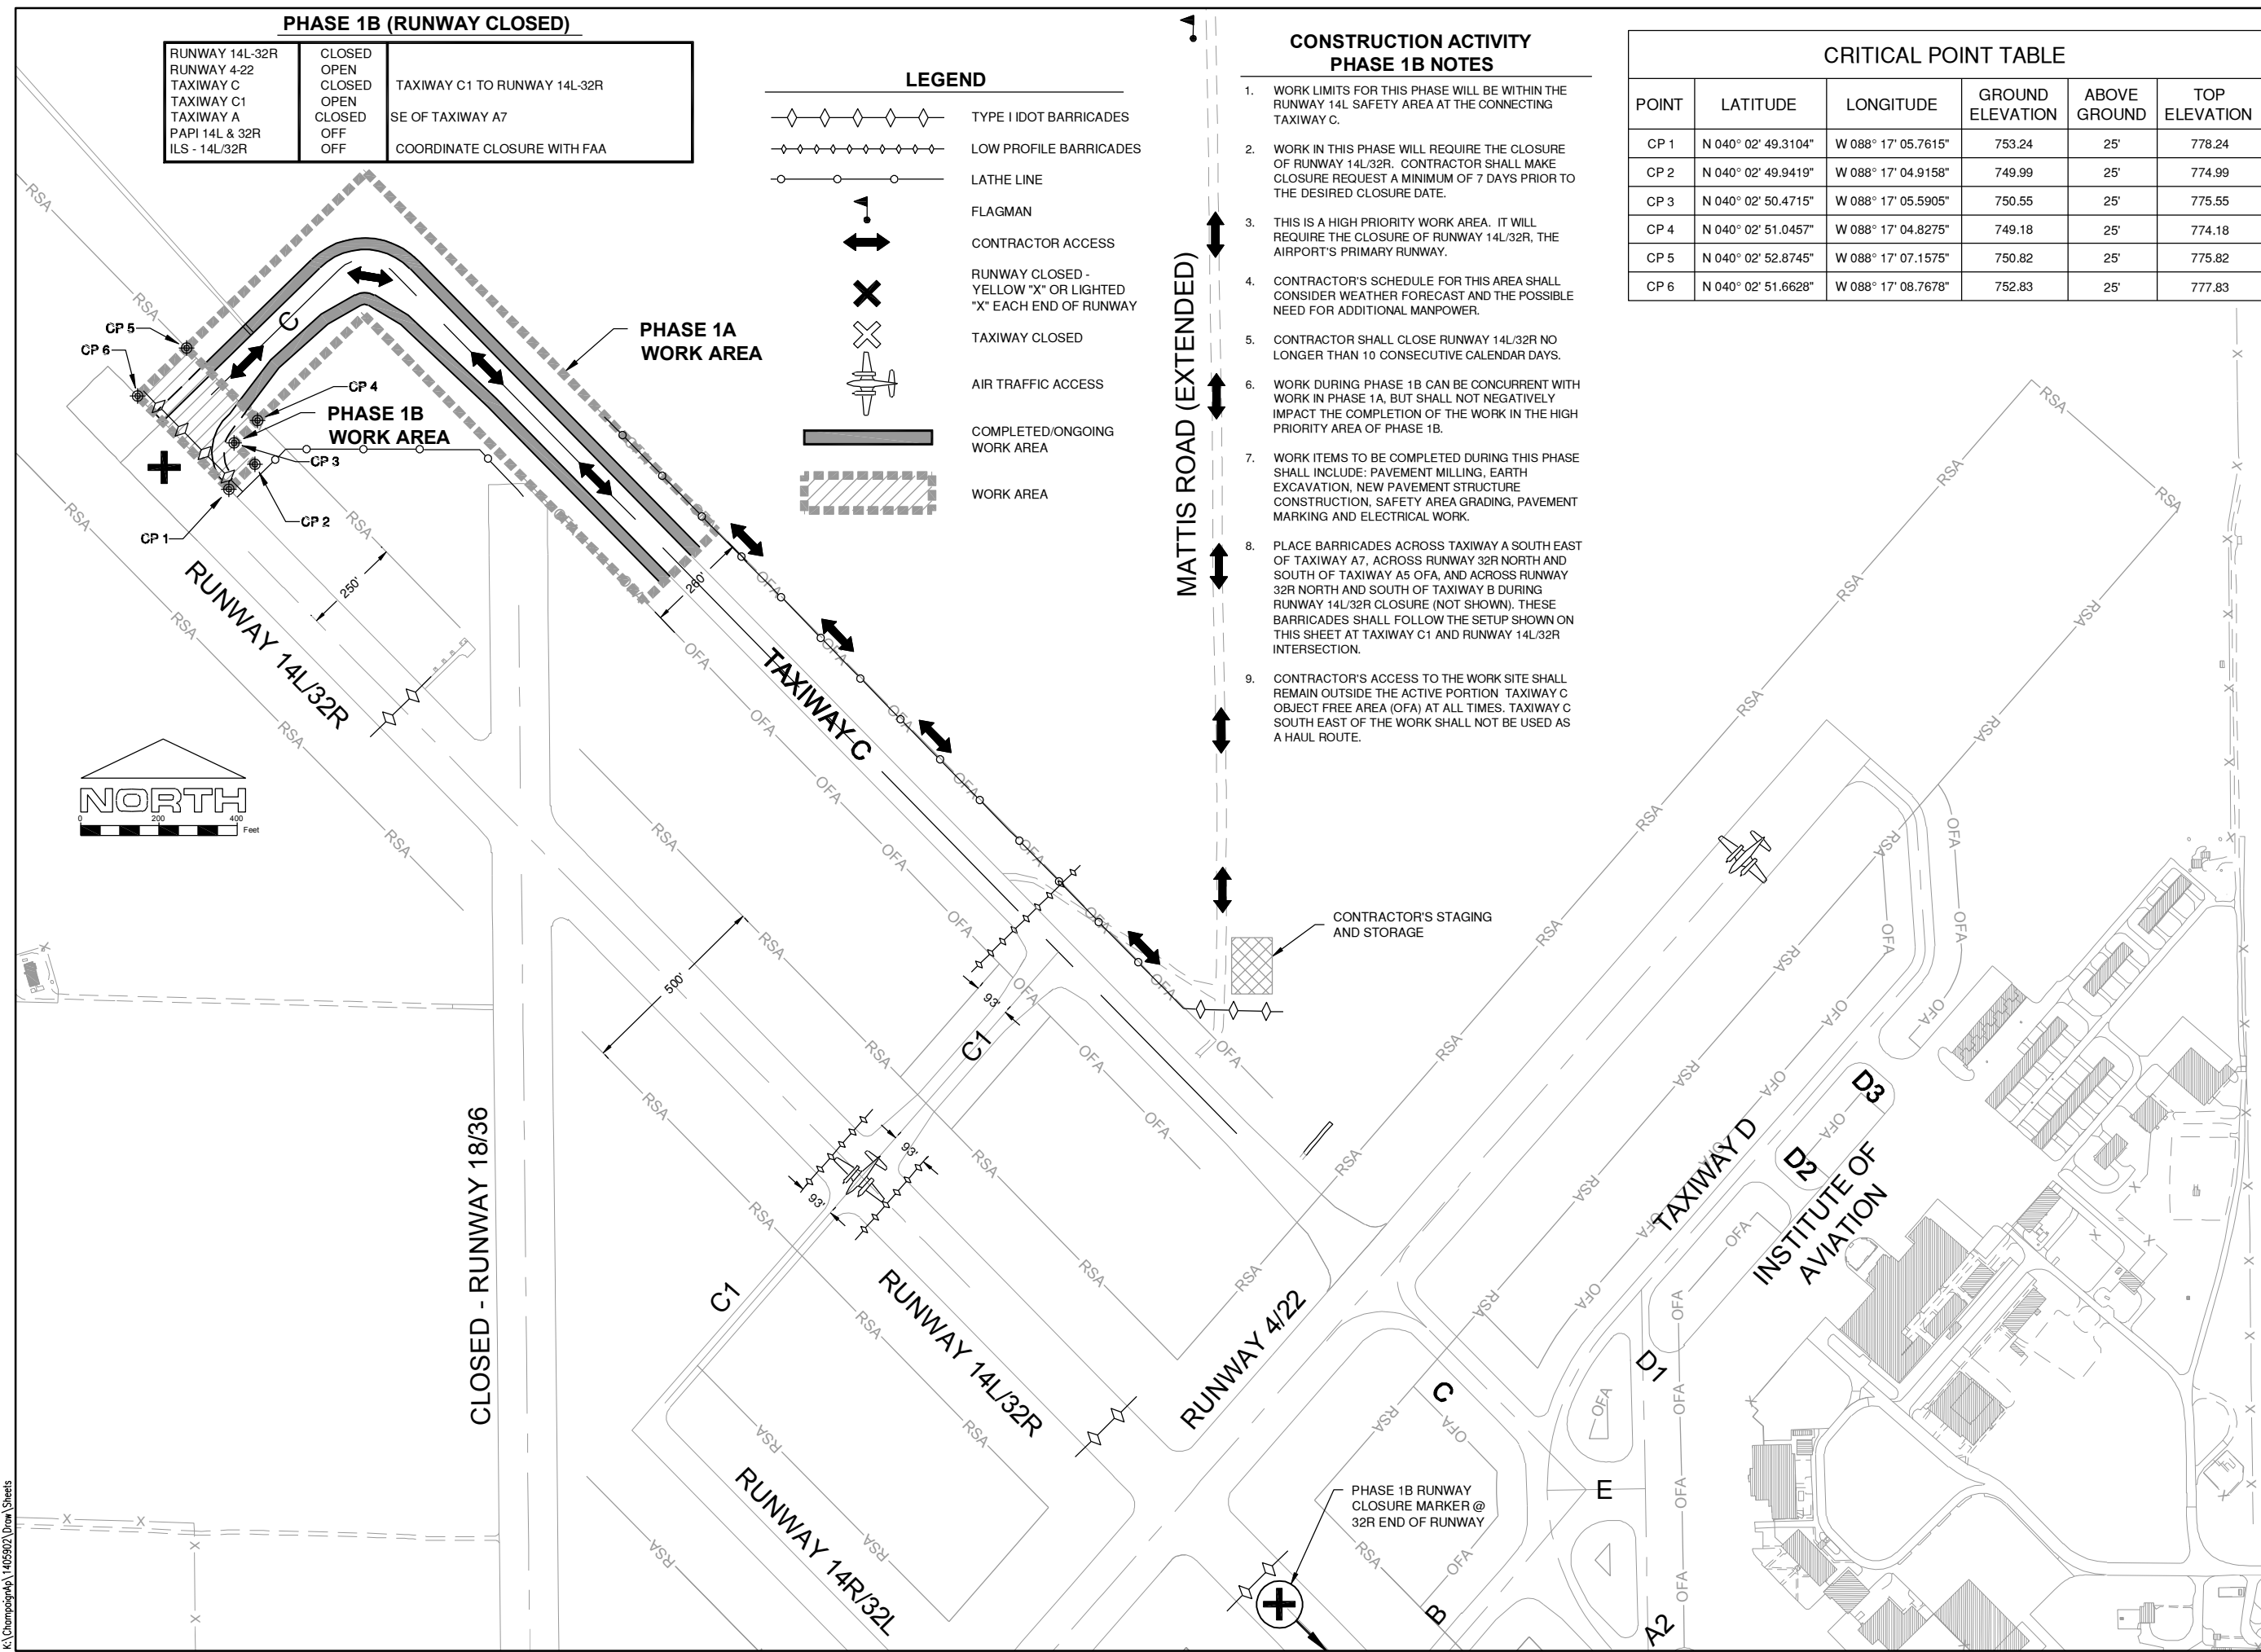 PHASE 1B (RUNWAY CLOSED)
RUNWAY 14L-32R CLOSED
RUNWAY 4-22 OPEN
TAXIWAY C CLOSED TAXIWAY C1 TO RUNWAY 14L-32R
TAXIWAY C1 OPEN
TAXIWAY A CLOSED SE OF TAXIWAY A7
PAPI 14L & 32R OFF
ILS - 14L/32R OFF COORDINATE CLOSURE WITH FAA
LEGEND
TYPE I IDOT BARRICADES
LOW PROFILE BARRICADES
LATHE LINE
FLAGMAN
CONTRACTOR ACCESS
RUNWAY CLOSED -
YELLOW "X" OR LIGHTED
"X" EACH END OF RUNWAY
TAXIWAY CLOSED
AIR TRAFFIC ACCESS
COMPLETED/ONGOING
WORK AREA
WORK AREA
CONSTRUCTION ACTIVITY
PHASE 1B NOTES
1. WORK LIMITS FOR THIS PHASE WILL BE WITHIN THE
RUNWAY 14L SAFETY AREA AT THE CONNECTING
TAXIWAY C.
2. WORK IN THIS PHASE WILL REQUIRE THE CLOSURE
OF RUNWAY 14L/32R. CONTRACTOR SHALL MAKE
CLOSURE REQUEST A MINIMUM OF 7 DAYS PRIOR TO
THE DESIRED CLOSURE DATE.
3. THIS IS A HIGH PRIORITY WORK AREA. IT WILL
REQUIRE THE CLOSURE OF RUNWAY 14L/32R, THE
AIRPORT'S PRIMARY RUNWAY.
4. CONTRACTOR'S SCHEDULE FOR THIS AREA SHALL
CONSIDER WEATHER FORECAST AND THE POSSIBLE
NEED FOR ADDITIONAL MANPOWER.
5. CONTRACTOR SHALL CLOSE RUNWAY 14L/32R NO
LONGER THAN 10 CONSECUTIVE CALENDAR DAYS.
6. WORK DURING PHASE 1B CAN BE CONCURRENT WITH
WORK IN PHASE 1A, BUT SHALL NOT NEGATIVELY
IMPACT THE COMPLETION OF THE WORK IN THE HIGH
PRIORITY AREA OF PHASE 1B.
7. WORK ITEMS TO BE COMPLETED DURING THIS PHASE
SHALL INCLUDE: PAVEMENT MILLING, EARTH
EXCAVATION, NEW PAVEMENT STRUCTURE
CONSTRUCTION, SAFETY AREA GRADING, PAVEMENT
MARKING AND ELECTRICAL WORK.
8. PLACE BARRICADES ACROSS TAXIWAY A SOUTH EAST
OF TAXIWAY A7, ACROSS RUNWAY 32R NORTH AND
SOUTH OF TAXIWAY A5 OFA, AND ACROSS RUNWAY
32R NORTH AND SOUTH OF TAXIWAY B DURING
RUNWAY 14L/32R CLOSURE (NOT SHOWN). THESE
BARRICADES SHALL FOLLOW THE SETUP SHOWN ON
THIS SHEET AT TAXIWAY C1 AND RUNWAY 14L/32R
INTERSECTION.
9. CONTRACTOR'S ACCESS TO THE WORK SITE SHALL
REMAIN OUTSIDE THE ACTIVE PORTION TAXIWAY C
OBJECT FREE AREA (OFA) AT ALL TIMES. TAXIWAY C
SOUTH EAST OF THE WORK SHALL NOT BE USED AS
A HAUL ROUTE.
CRITICAL POINT TABLE
POINT LATITUDE LONGITUDE GROUND ELEVATION ABOVE GROUND TOP ELEVATION
CP 1 N 040° 02' 49.3104" W 088° 17' 05.7615" 753.24 25' 778.24
CP 2 N 040° 02' 49.9419" W 088° 17' 04.9158" 749.99 25' 774.99
CP 3 N 040° 02' 50.4715" W 088° 17' 05.5905" 750.55 25' 775.55
CP 4 N 040° 02' 51.0457" W 088° 17' 04.8275" 749.18 25' 774.18
CP 5 N 040° 02' 52.8745" W 088° 17' 07.1575" 750.82 25' 775.82
CP 6 N 040° 02' 51.6628" W 088° 17' 08.7678" 752.83 25' 777.83
MATTIS ROAD (EXTENDED)
PHASE 1A
WORK AREA
C
CP 5
CP 6
CP 4
PHASE 1B
WORK AREA
CP 3
CP 2
CP 1
RSA
RSA
RSA
RSA
RSA
250'
260'
RUNWAY 14L/32R
TAXIWAY C
OFA
OFA
OFA
NORTH
0 200 400
Feet
500'
93'
C1
93'
93'
C1
CONTRACTOR'S STAGING
AND STORAGE
CLOSED - RUNWAY 18/36
RUNWAY 14L/32R
RUNWAY 14R/32L
RUNWAY 4/22
TAXIWAY D
D3
D2
INSTITUTE OF
AVIATION
D1
C
E
B
A2
PHASE 1B RUNWAY
CLOSURE MARKER @
32R END OF RUNWAY
K:\ChampaignAp\1405902\Draw\Sheets